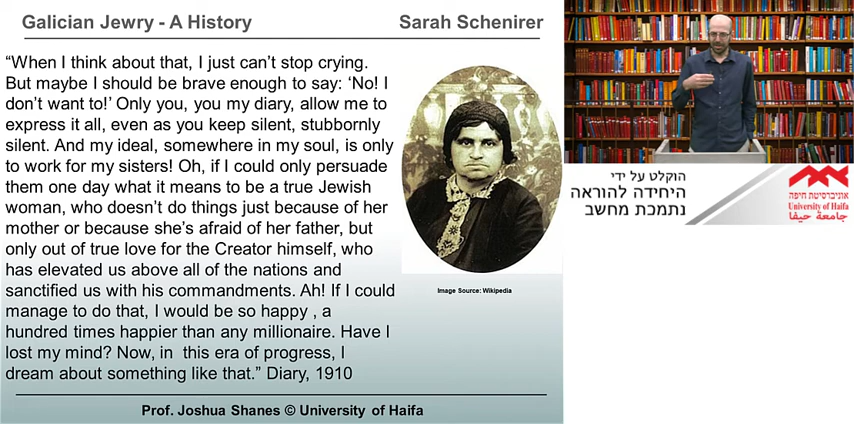 Galician Jewry - A History
Sarah Schenirer
“When I think about that, I just can’t stop crying.
But maybe I should be brave enough to say: ‘No! I
don’t want to!’ Only you, you my diary, allow me to
express it all, even as you keep silent, stubbornly
silent. And my ideal, somewhere in my soul, is only
to work for my sisters! Oh, if I could only persuade
them one day what it means to be a true Jewish
woman, who doesn’t do things just because of her
mother or because she’s afraid of her father, but
only out of true love for the Creator himself, who
has elevated us above all of the nations and
sanctified us with his commandments. Ah! If I could
manage to do that, I would be so happy , a
hundred times happier than any millionaire. Have I
lost my mind? Now, in  this era of progress, I
dream about something like that.” Diary, 1910
Image Source: Wikipedia
Prof. Joshua Shanes © University of Haifa
הוקלט על ידי
היחידה להוראה
נתמכת מחשב
אוניברסיטת חיפה
University of Haifa
جامعة حيفا